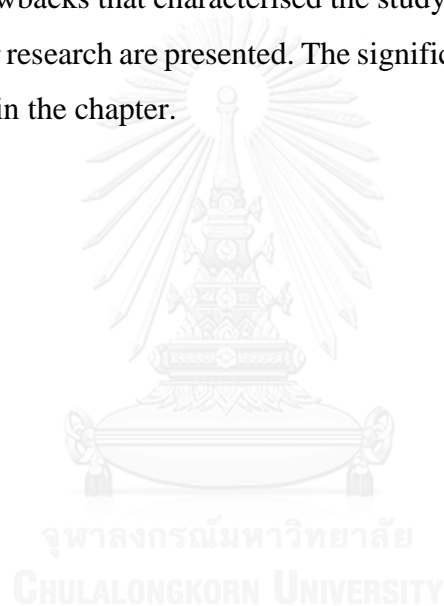 wbacks that characterised the study
r research are presented. The signific
in the chapter.
จุฬาลงกรณ์มหาวิทยาลัย
CHULALONGKORN UNIVERSITY